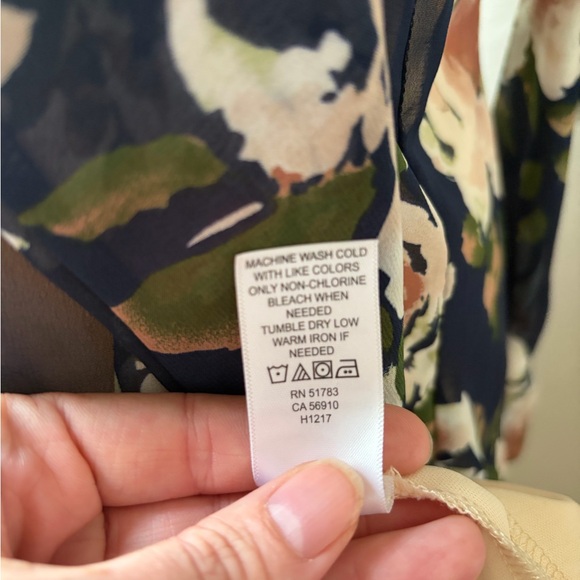 MACHINE WASH COLD
WITH LIKE COLORS
ONLY NON-CHLORINE
BLEACH WHEN
NEEDED
TUMBLE DRY LOW
WARM IRON IF
NEEDED
RN 51783
CA 56910
H1217